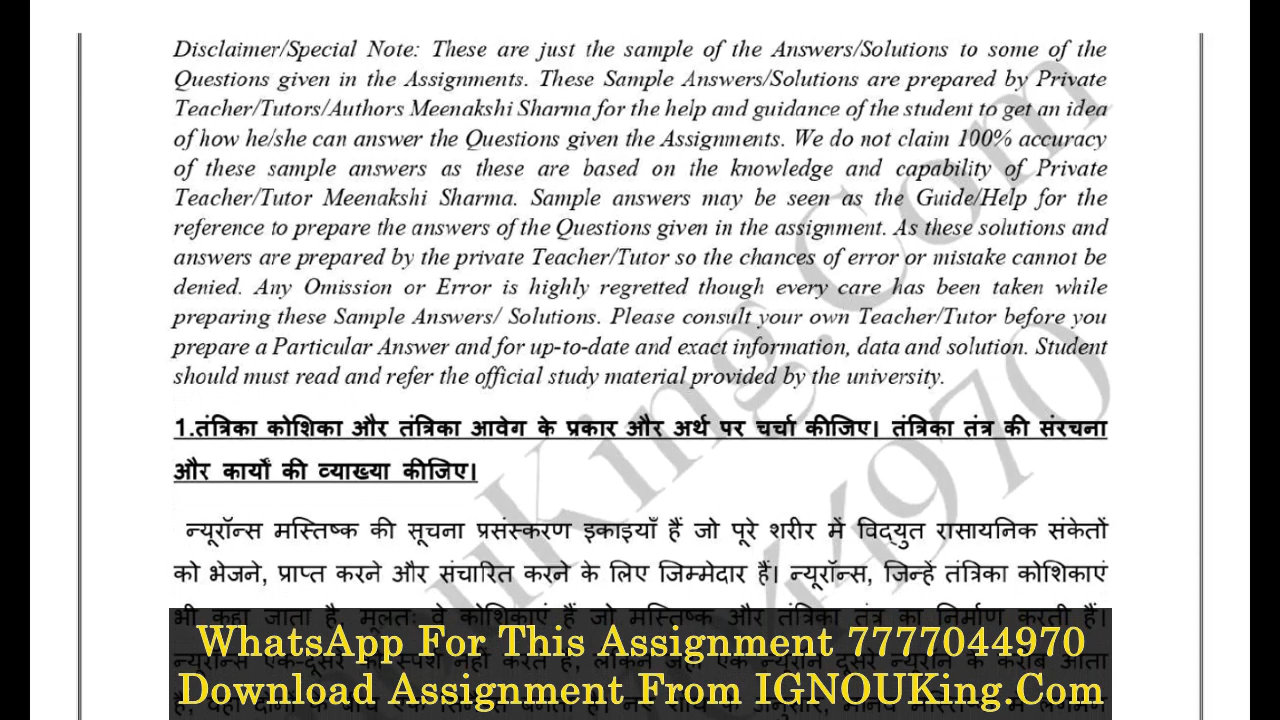 Disclaimer/Special Note: These are just the sample of the Answers/Solutions to some of the
Questions given in the Assignments. These Sample Answers/Solutions are prepared by Private
Teacher/Tutors/Authors Meenakshi Sharma for the help and guidance of the student to get an idea
of how he/she can answer the Questions given the Assignments. We do not claim 100% accuracy
of these sample answers as these are based on the knowledge and capability of Private
Teacher/Tutor Meenakshi Sharma. Sample answers may be seen as the Guide/Help for the
reference to prepare the answers of the Questions given in the assignment. As these solutions and
answers are prepared by the private Teacher/Tutor so the chances of error or mistake cannot be
denied. Any Omission or Error is highly regretted though every care has been taken while
preparing these Sample Answers/ Solutions. Please consult your own Teacher/Tutor before you
prepare a Particular Answer and for up-to-date and exact information, data and solution. Student
should must read and refer the official study material provided by the university.
1.तंत्रिका कोशिका और तंत्रिका आवेग के प्रकार और अर्थ पर चर्चा कीजिए। तंत्रिका तंत्र की संरचना
और कार्यों की व्याख्या कीजिए।
न्यूरॉन्स मस्तिष्क की सूचना प्रसंस्करण इकाइयाँ हैं जो पूरे शरीर में विद्युत रासायनिक संकेतों
को भेजने, प्राप्त करने और संचारित करने के लिए जिम्मेदार हैं। न्यूरॉन्स, जिन्हें तंत्रिका कोशिकाएं
भी कहा जाता है, मूलतः वे कोशिकाएं हैं जो मस्तिष्क और तंत्रिका तंत्र का निर्माण करती हैं।
WhatsApp For This Assignment 7777044970
Download Assignment From IGNOUKing.Com